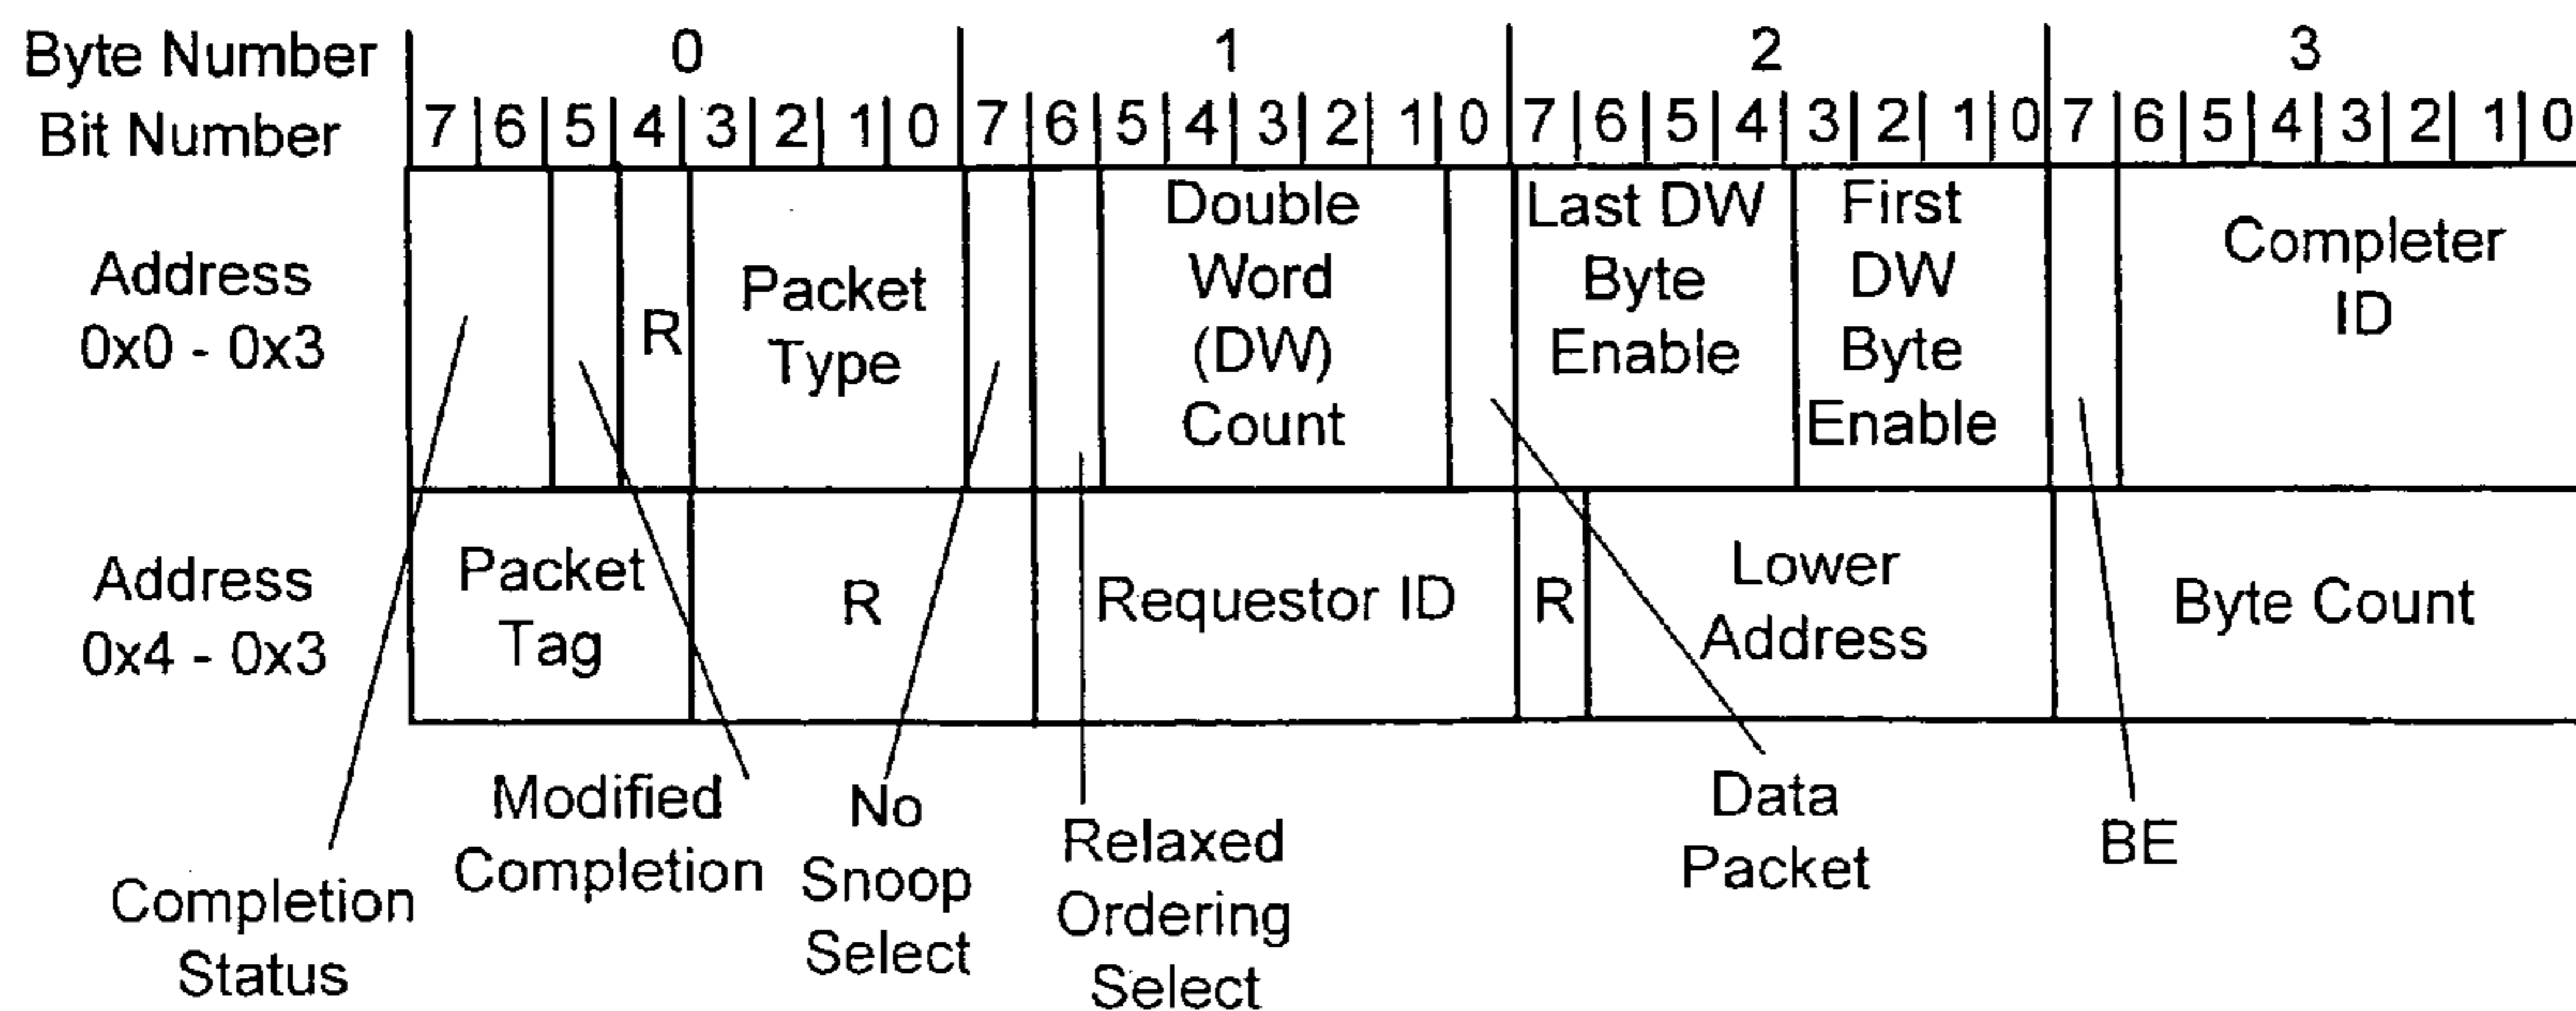 Byte Number 0 1 2 3
Bit Number 7 6 5 4 3 2 1 0 7 6 5 4 3 2 1 0 7 6 5 4 3 2 1 0 7 6 5 4 3 2 1 0
Address
0x0 - 0x3
R
Packet
Type
Double
Word
(DW)
Count
Last DW
Byte
Enable
First
DW
Byte
Enable
Completer
ID
Address
0x4 - 0x3
Packet
Tag
R
Requestor ID
R
Lower
Address
Byte Count
Completion
Status
Modified
Completion
No
Snoop
Select
Relaxed
Ordering
Select
Data
Packet
BE